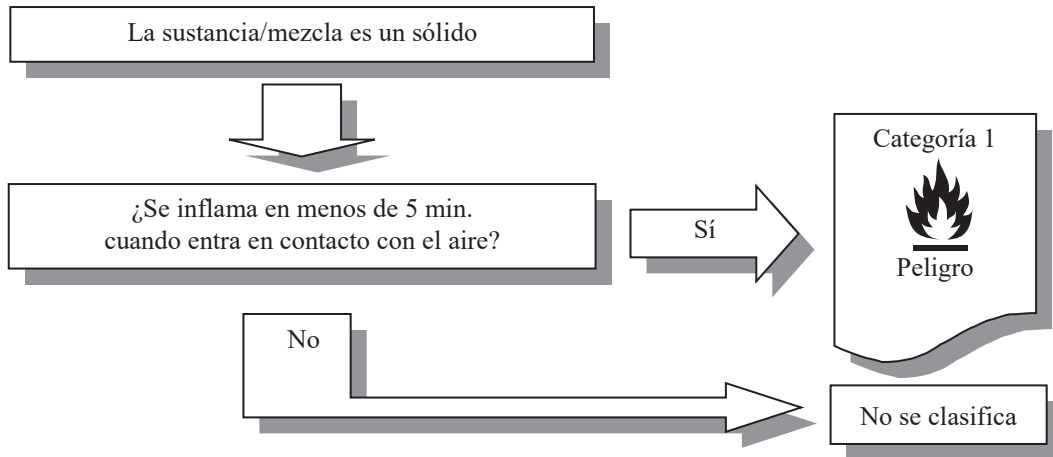 La sustancia/mezcla es un sólido
¿Se inflama en menos de 5 min.
cuando entra en contacto con el aire?
Sí
Categoría 1
Peligro
No
No se clasifica